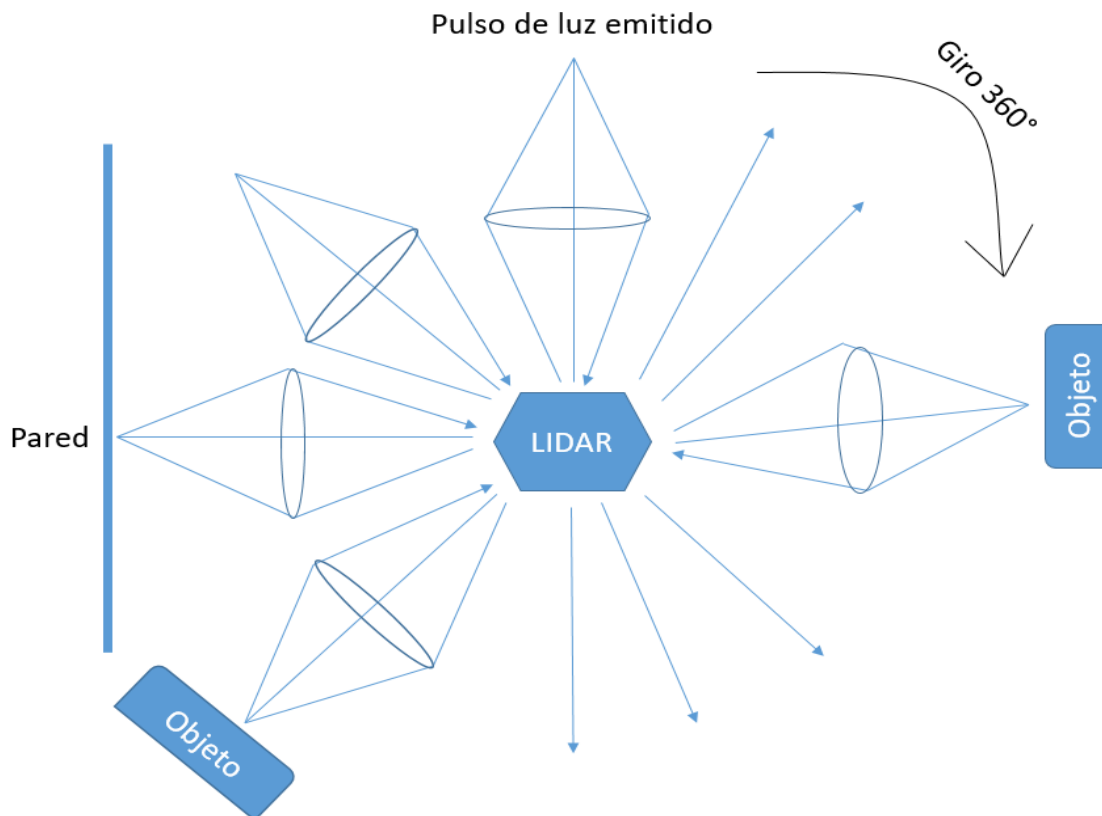 Pulso de luz emitido
Giro 360°
Pared
LIDAR
Objeto
Objeto